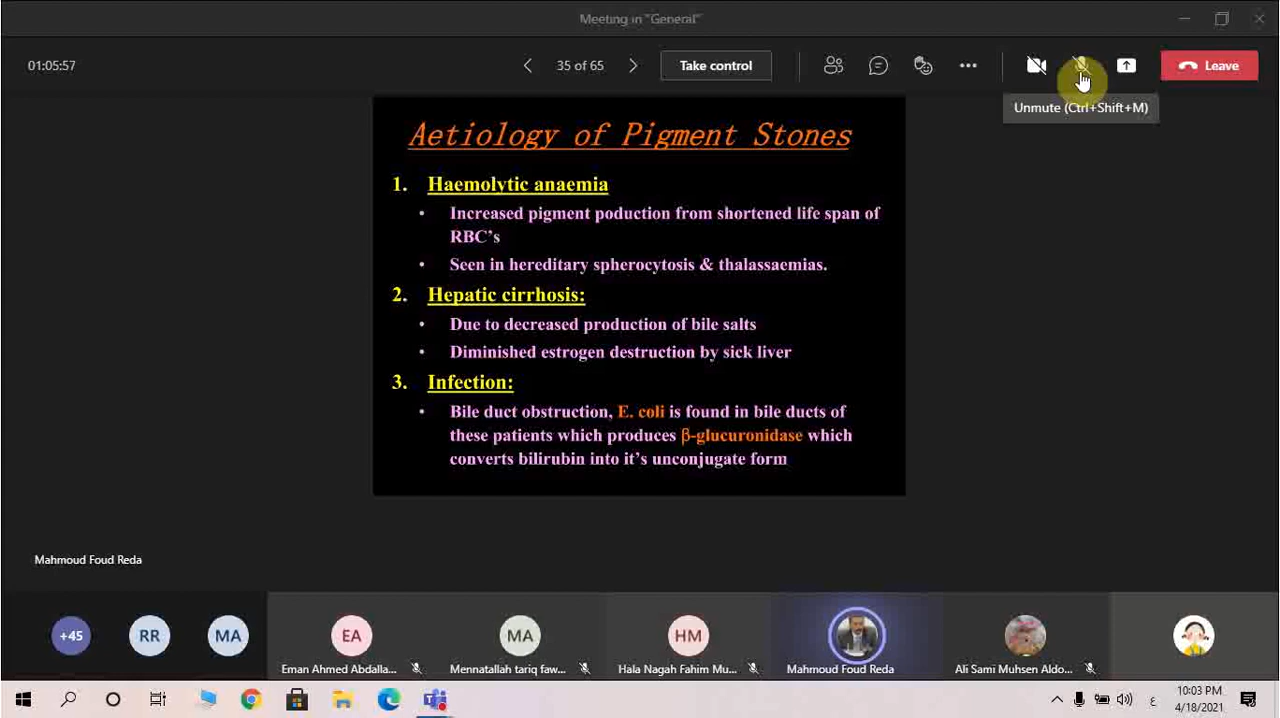 Meeting in "General"
01:05:57
35 of 65
Take control
Leave
Unmute (Ctrl+Shift+M)
Aetiology of Pigment Stones
1. Haemolytic anaemia
• Increased pigment poduction from shortened life span of
RBC's
• Seen in hereditary spherocytosis & thalassaemias.
2. Hepatic cirrhosis:
• Due to decreased production of bile salts
• Diminished estrogen destruction by sick liver
3. Infection:
• Bile duct obstruction, E. coli is found in bile ducts of
these patients which produces β-glucuronidase which
converts bilirubin into it's unconjugate form
Mahmoud Foud Reda
+45
RR
MA
EA
MA
HM
Eman Ahmed Abdalla...
Mennatallah tariq faw...
Hala Nagah Fahim Mu...
Mahmoud Foud Reda
Ali Sami Muhsen Aldo...
ع
10:03 PM
4/18/2021